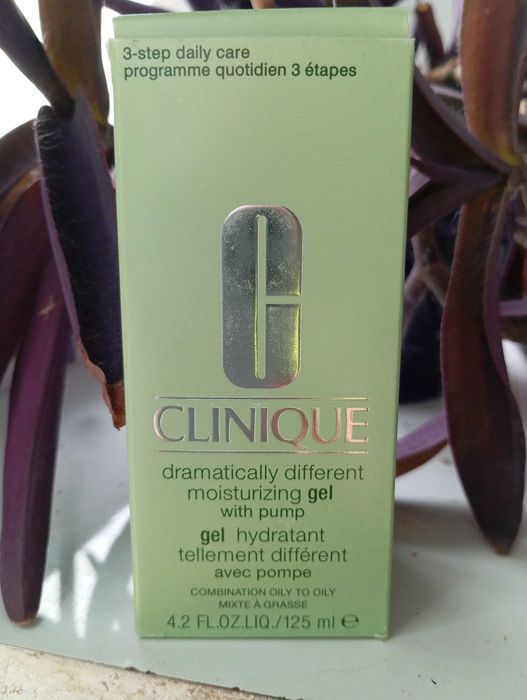 3-step daily care
programme quotidien 3 étapes
C
CLINIQUE
dramatically different
moisturizing gel
with pump
gel hydratant
tellement différent
avec pompe
COMBINATION OILY TO OILY
MIXTE À GRASSE
4.2 FL.OZ.LIQ./125 ml ℮